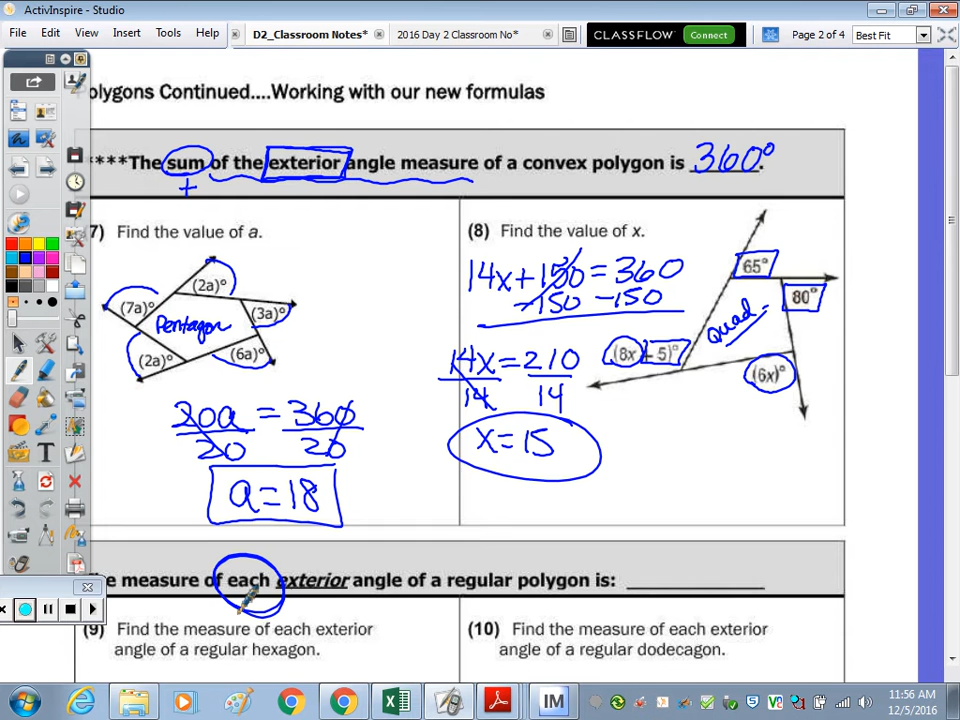 ActivInspire - Studio
File Edit View Insert Tools Help
D2_Classroom Notes*
2016 Day 2 Classroom No*
CLASSFLOW Connect
Page 2 of 4
Best Fit
olygons Continued....Working with our new formulas
****The sum of the exterior angle measure of a convex polygon is 360°.
+
7) Find the value of a.
(2a)°
(7a)°
(3a)°
Pentagon
(2a)°
(6a)°
20a = 360
20 20
a = 18
(8) Find the value of x.
14x + 150 = 360
-150 -150
14x = 210
14 14
x = 15
65°
80°
Quad
(8x + 5)°
(6x)°
he measure of each exterior angle of a regular polygon is: ____________
(9) Find the measure of each exterior
angle of a regular hexagon.
(10) Find the measure of each exterior
angle of a regular dodecagon.
IM
11:56 AM
12/5/2016